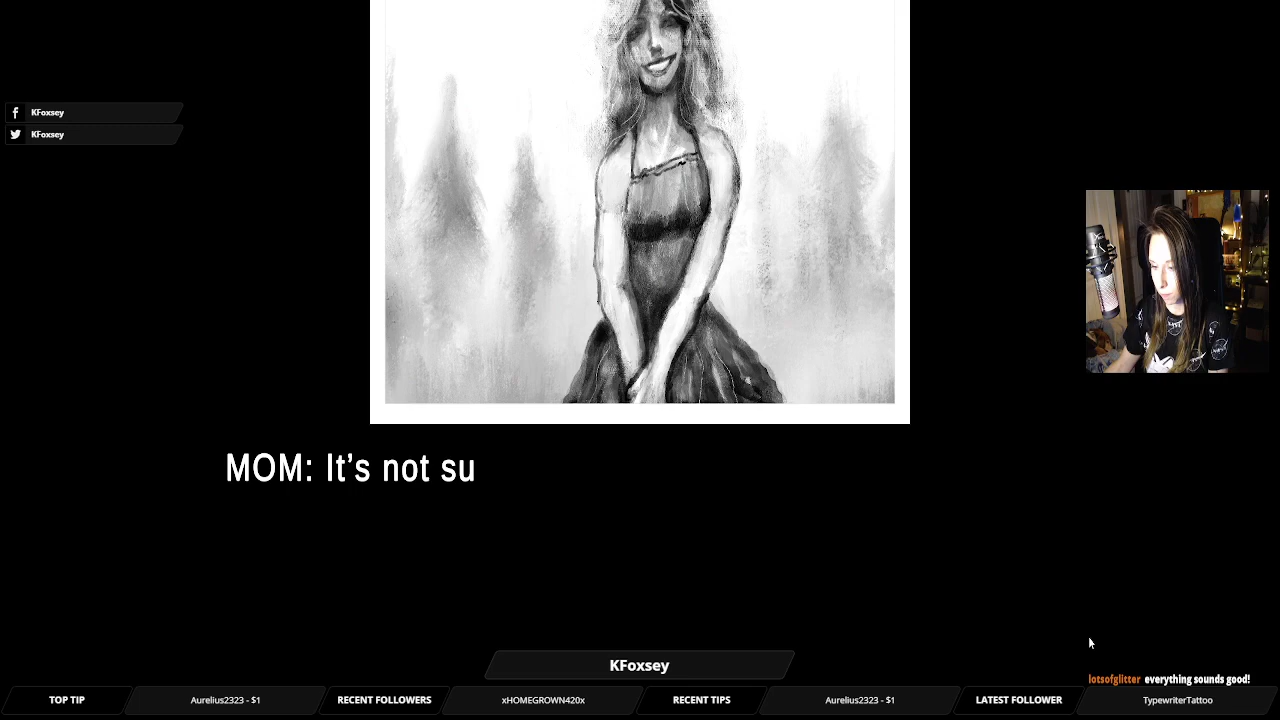 KFoxsey
KFoxsey
MOM: It's not su
KFoxsey
lotsofglitter everything sounds good!
TOP TIP Aurelius2323 - $1 RECENT FOLLOWERS xHOMEGROWN420x RECENT TIPS Aurelius2323 - $1 LATEST FOLLOWER TypewriterTattoo